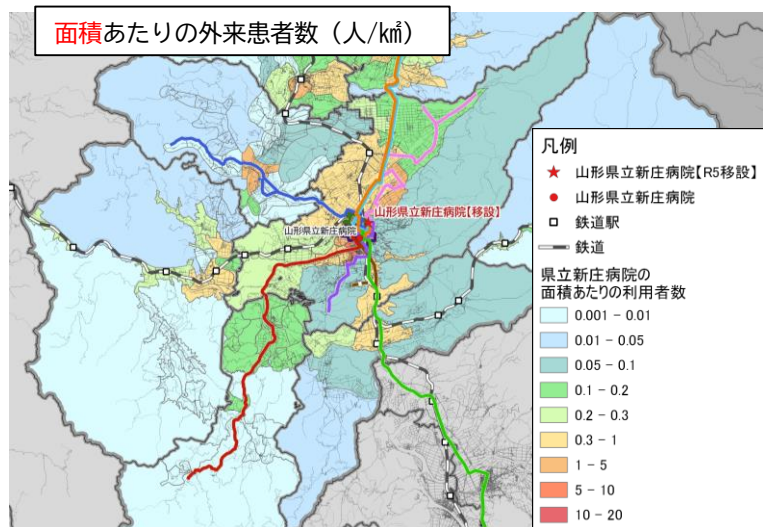 面積あたりの外来患者数（人/㎢）
山形県立新庄病院【移設】
山形県立新庄病院
凡例
山形県立新庄病院【R5移設】
山形県立新庄病院
鉄道駅
鉄道
県立新庄病院の
面積あたりの利用者数
0.001 - 0.01
0.01 - 0.05
0.05 - 0.1
0.1 - 0.2
0.2 - 0.3
0.3 - 1
1 - 5
5 - 10
10 - 20